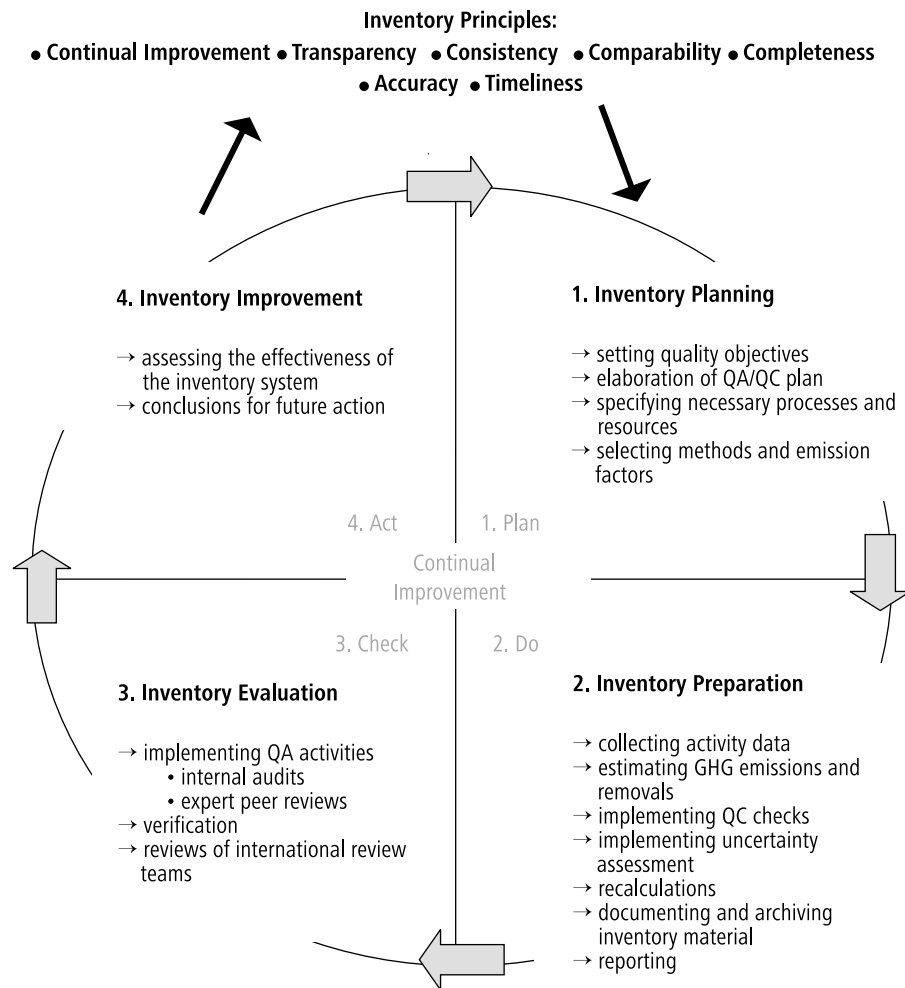 Inventory Principles:
• Continual Improvement • Transparency • Consistency • Comparability • Completeness
• Accuracy • Timeliness
4. Inventory Improvement
→ assessing the effectiveness of
the inventory system
→ conclusions for future action
1. Inventory Planning
→ setting quality objectives
→ elaboration of QA/QC plan
→ specifying necessary processes and
resources
→ selecting methods and emission
factors
4. Act
1. Plan
Continual
Improvement
3. Check
2. Do
3. Inventory Evaluation
→ implementing QA activities
• internal audits
• expert peer reviews
→ verification
→ reviews of international review
teams
2. Inventory Preparation
→ collecting activity data
→ estimating GHG emissions and
removals
→ implementing QC checks
→ implementing uncertainty
assessment
→ recalculations
→ documenting and archiving
inventory material
→ reporting